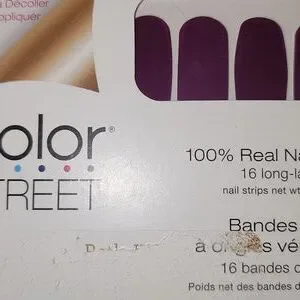 à Décoller
ppliquer
olor®
TREET
100% Real Na
16 long-la
nail strips net wt
Bandes
à ongles vé
16 bandes d
Poids net des bandes d